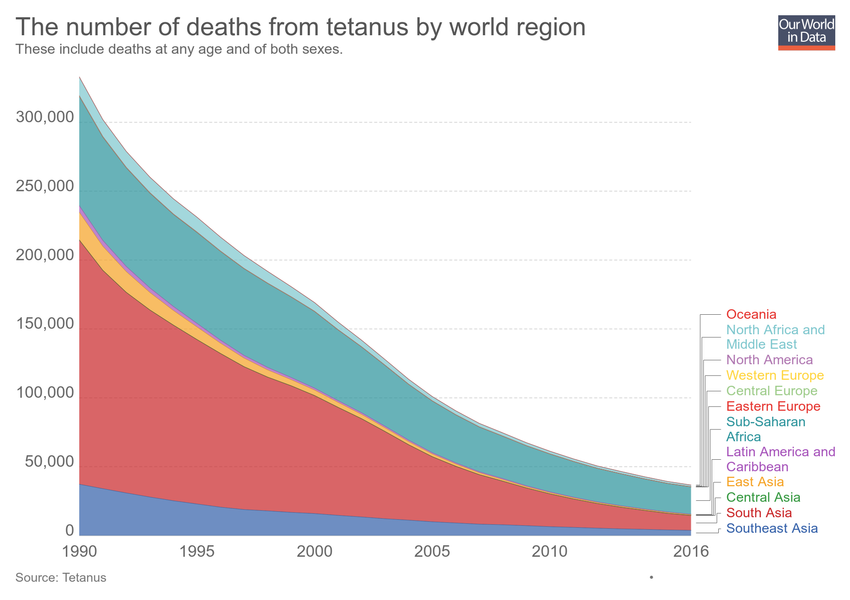 The number of deaths from tetanus by world region
These include deaths at any age and of both sexes.
Our World
in Data
300,000
250,000
200,000
150,000
100,000
50,000
0
1990
1995
2000
2005
2010
2016
Oceania
North Africa and
Middle East
North America
Western Europe
Central Europe
Eastern Europe
Sub-Saharan
Africa
Latin America and
Caribbean
East Asia
Central Asia
South Asia
Southeast Asia
Source: Tetanus
•